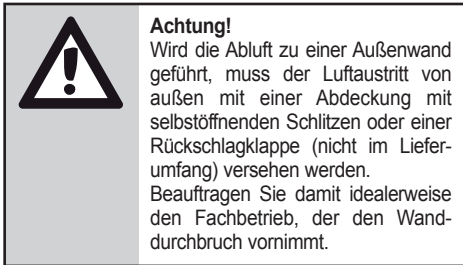 Achtung!
Wird die Abluft zu einer Außenwand
geführt, muss der Luftaustritt von
außen mit einer Abdeckung mit
selbstöffnenden Schlitzen oder einer
Rückschlagklappe (nicht im Liefer-
umfang) versehen werden.
Beauftragen Sie damit idealerweise
den Fachbetrieb, der den Wand-
durchbruch vornimmt.